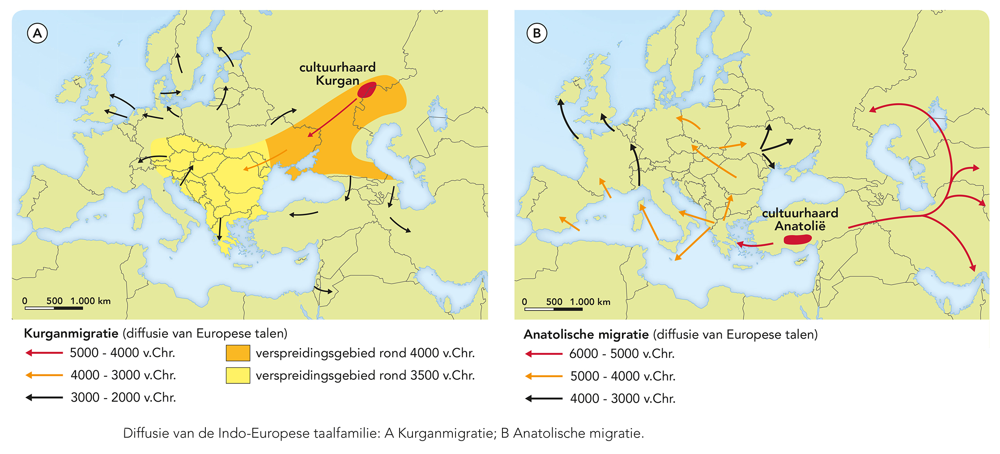 A
cultuurhaard
Kurgan
0 500 1.000 km
Kurganmigratie (diffusie van Europese talen)
5000 - 4000 v.Chr.
4000 - 3000 v.Chr.
3000 - 2000 v.Chr.
verspreidingsgebied rond 4000 v.Chr.
verspreidingsgebied rond 3500 v.Chr.
B
cultuurhaard
Anatolië
0 500 1.000 km
Anatolische migratie (diffusie van Europese talen)
6000 - 5000 v.Chr.
5000 - 4000 v.Chr.
4000 - 3000 v.Chr.
Diffusie van de Indo-Europese taalfamilie: A Kurganmigratie; B Anatolische migratie.